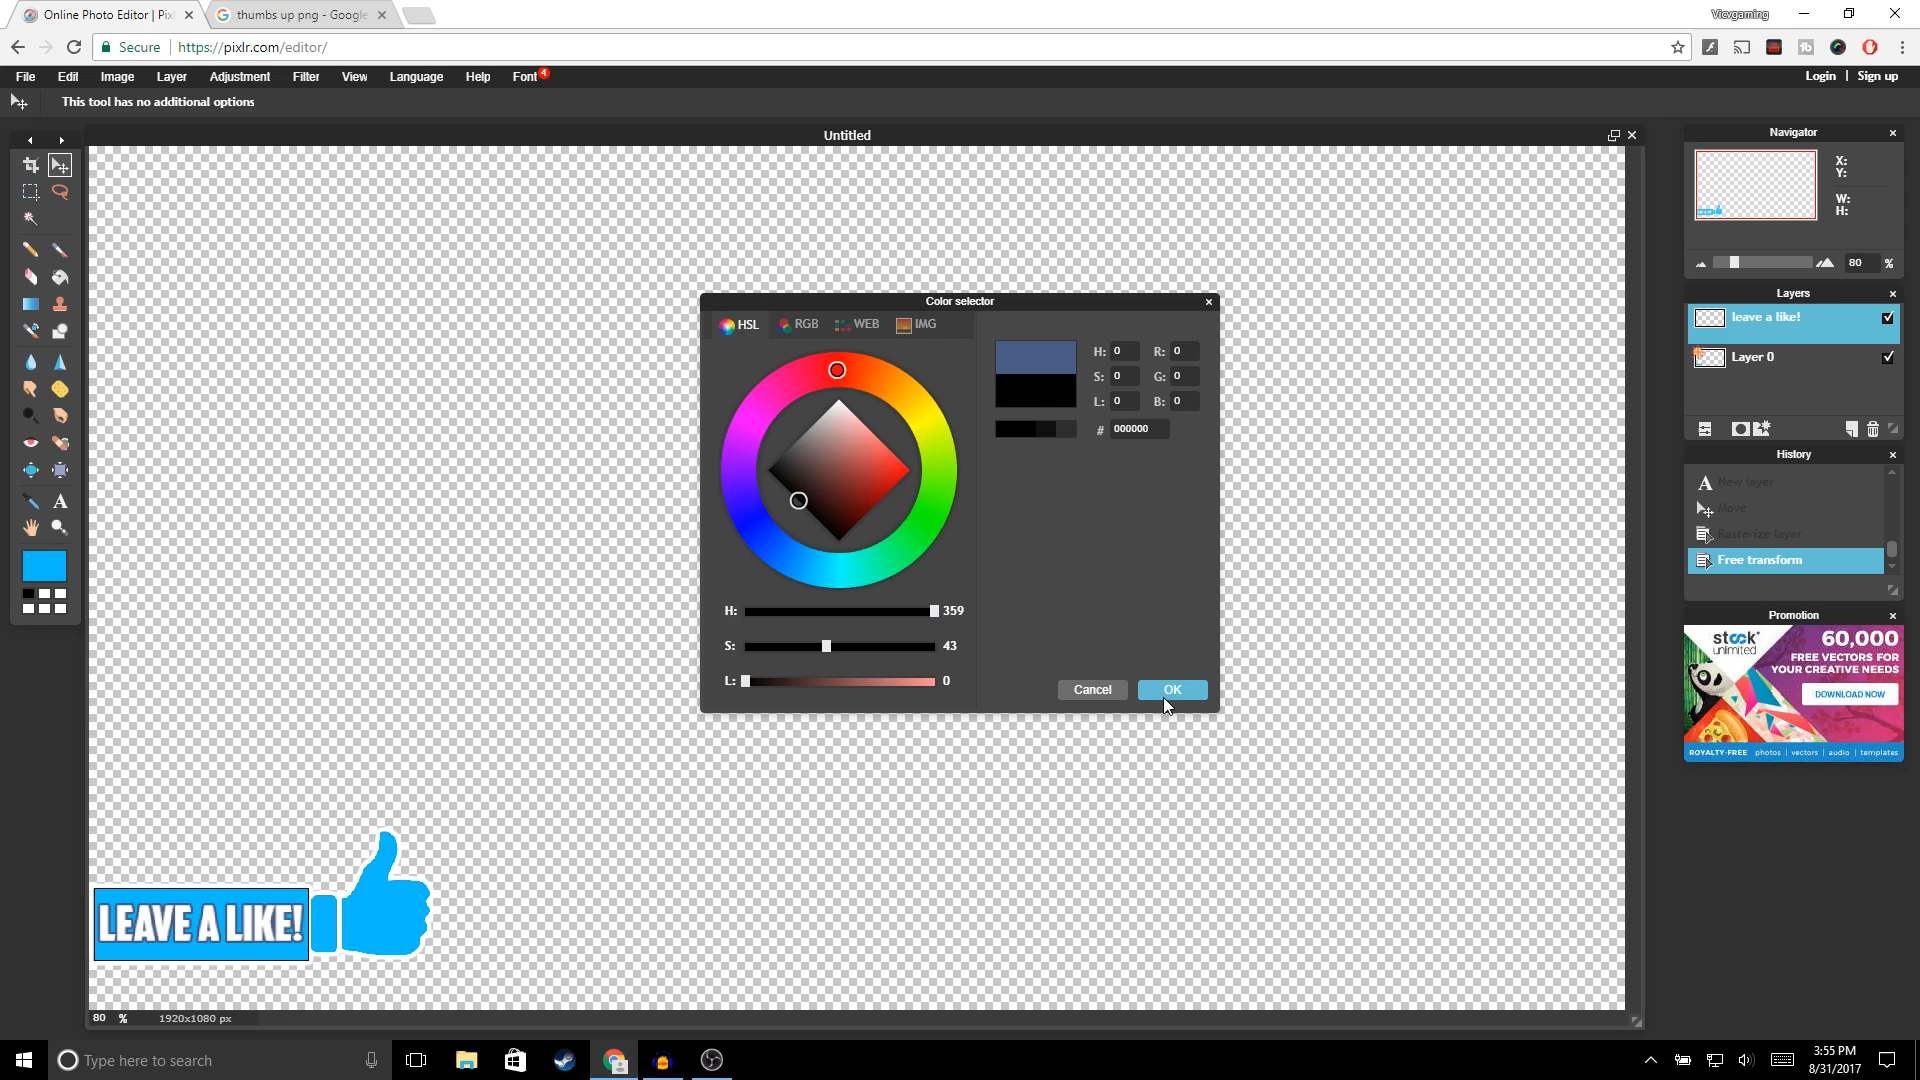 Online Photo Editor | Pix
thumbs up png - Google
Vicvgaming
Secure
https://pixlr.com/editor/
File Edit Image Layer Adjustment Filter View Language Help Font 4
Login | Sign up
This tool has no additional options
Untitled
Navigator
X:
Y:
W:
H:
80 %
Color selector
HSL RGB WEB IMG
H: 0 R: 0
S: 0 G: 0
L: 0 B: 0
# 000000
H: 359
S: 43
L: 0
Cancel OK
Layers
leave a like!
Layer 0
History
New layer
Move
Rasterize layer
Free transform
Promotion
stock unlimited
60,000
FREE VECTORS FOR
YOUR CREATIVE NEEDS
DOWNLOAD NOW
ROYALTY-FREE photos | vectors | audio | templates
LEAVE A LIKE!
80 % 1920x1080 px
Type here to search
3:55 PM
8/31/2017